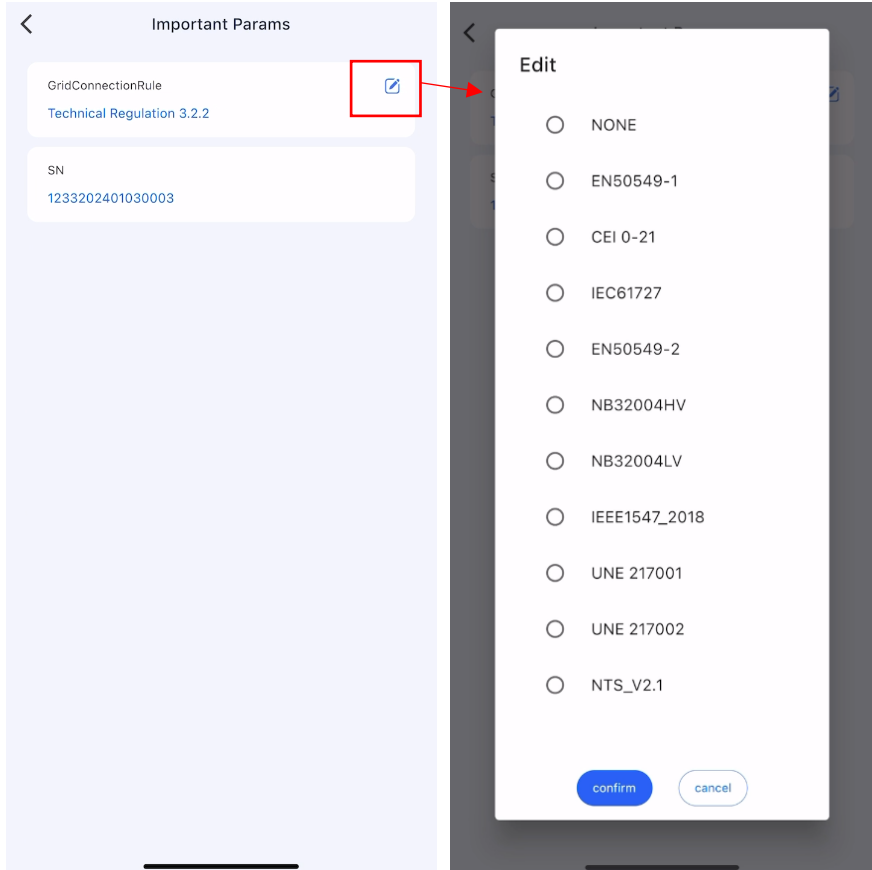 Important Params
GridConnectionRule
Technical Regulation 3.2.2
SN
1233202401030003
Edit
NONE
EN50549-1
CEI 0-21
IEC61727
EN50549-2
NB32004HV
NB32004LV
IEEE1547_2018
UNE 217001
UNE 217002
NTS_V2.1
confirm
cancel